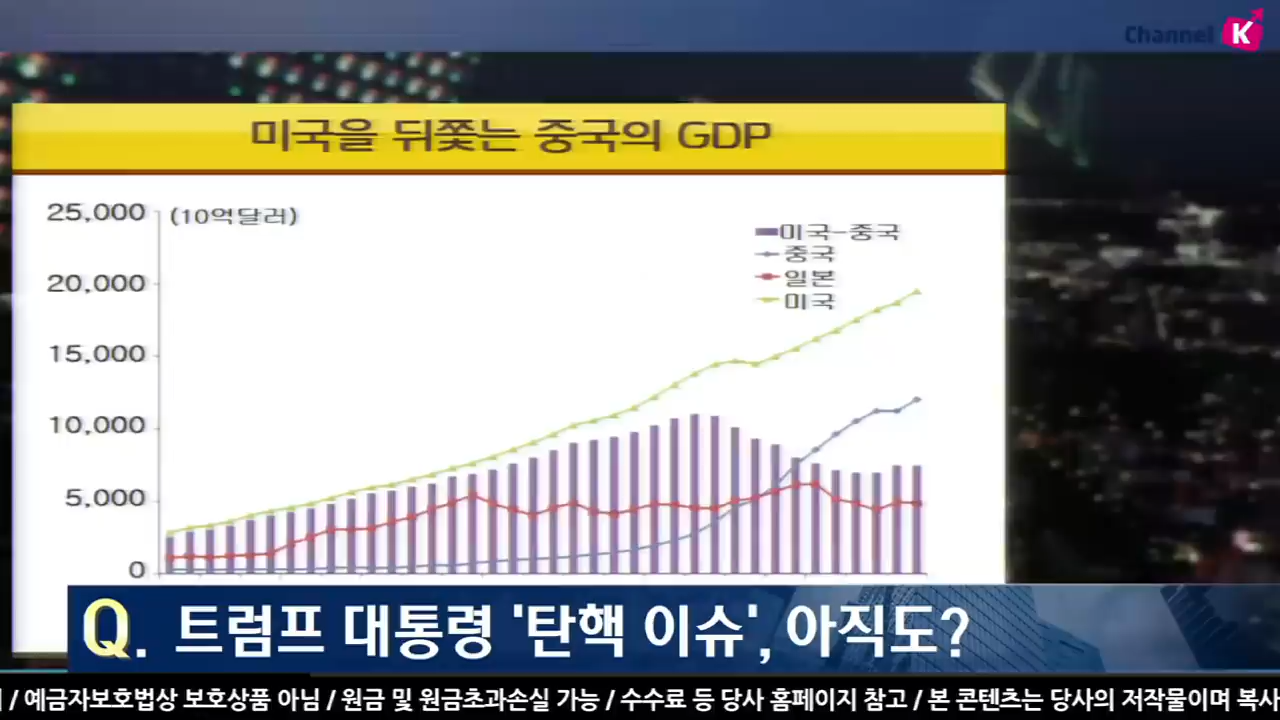 Channel K
미국을 뒤쫓는 중국의 GDP
25,000
(10억달러)
미국-중국
중국
일본
미국
20,000
15,000
10,000
5,000
0
Q. 트럼프 대통령 '탄핵 이슈', 아직도?
/ 예금자보호법상 보호상품 아님 / 원금 및 원금초과손실 가능 / 수수료 등 당사 홈페이지 참고 / 본 콘텐츠는 당사의 저작물이며 복사